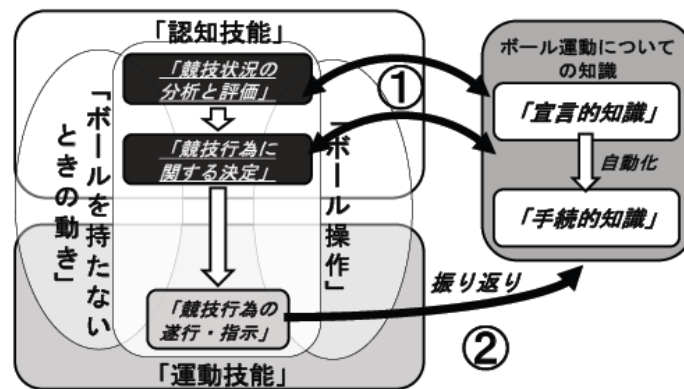 「認知技能」
「競技状況の
分析と評価」
「競技行為に
関する決定」
「競技行為の
遂行・指示」
「運動技能」
「ボールを持たない
ときの動き」
「ボール操作」
①
ボール運動について
の知識
「宣言的知識」
自動化
「手続的知識」
振り返り
②